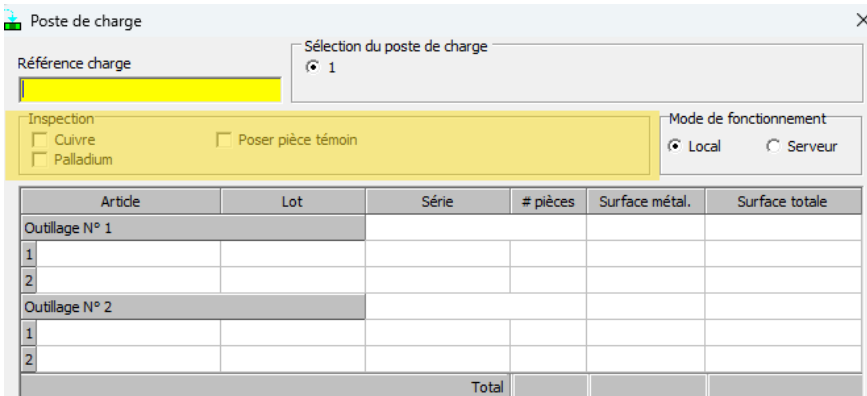 Poste de charge
Référence charge
Sélection du poste de charge
1
Inspection
Cuivre
Poser pièce témoin
Palladium
Mode de fonctionnement
Local Serveur
Article Lot Série # pièces Surface métal. Surface totale
Outillage N° 1
1
2
Outillage N° 2
1
2
Total